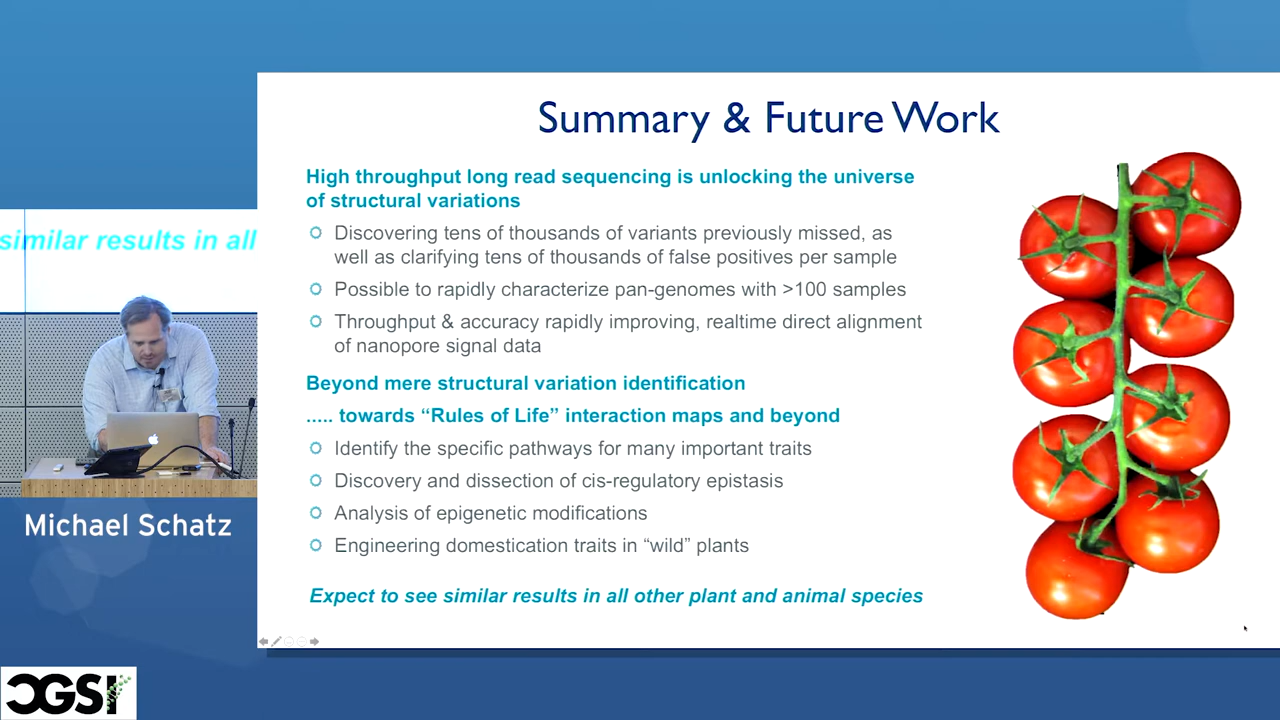 Summary & Future Work
High throughput long read sequencing is unlocking the universe
of structural variations
Discovering tens of thousands of variants previously missed, as
well as clarifying tens of thousands of false positives per sample
Possible to rapidly characterize pan-genomes with >100 samples
Throughput & accuracy rapidly improving, realtime direct alignment
of nanopore signal data
Beyond mere structural variation identification
..... towards “Rules of Life” interaction maps and beyond
Identify the specific pathways for many important traits
Discovery and dissection of cis-regulatory epistasis
Analysis of epigenetic modifications
Engineering domestication traits in “wild” plants
Expect to see similar results in all other plant and animal species
similar results in all
Michael Schatz
CGSI